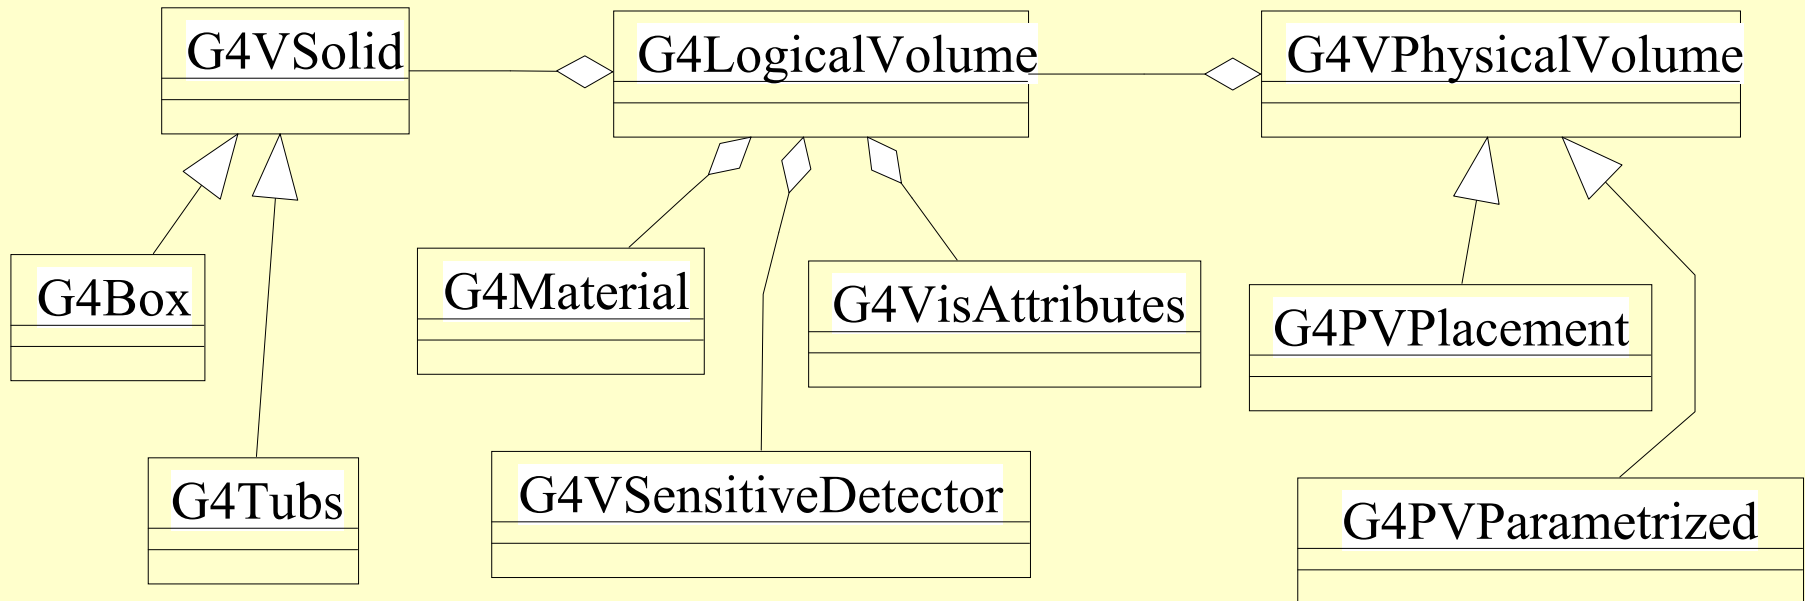 G4VSolid
G4LogicalVolume
G4VPhysicalVolume
G4Box
G4Material
G4VisAttributes
G4PVPlacement
G4Tubs
G4VSensitiveDetector
G4PVParametrized